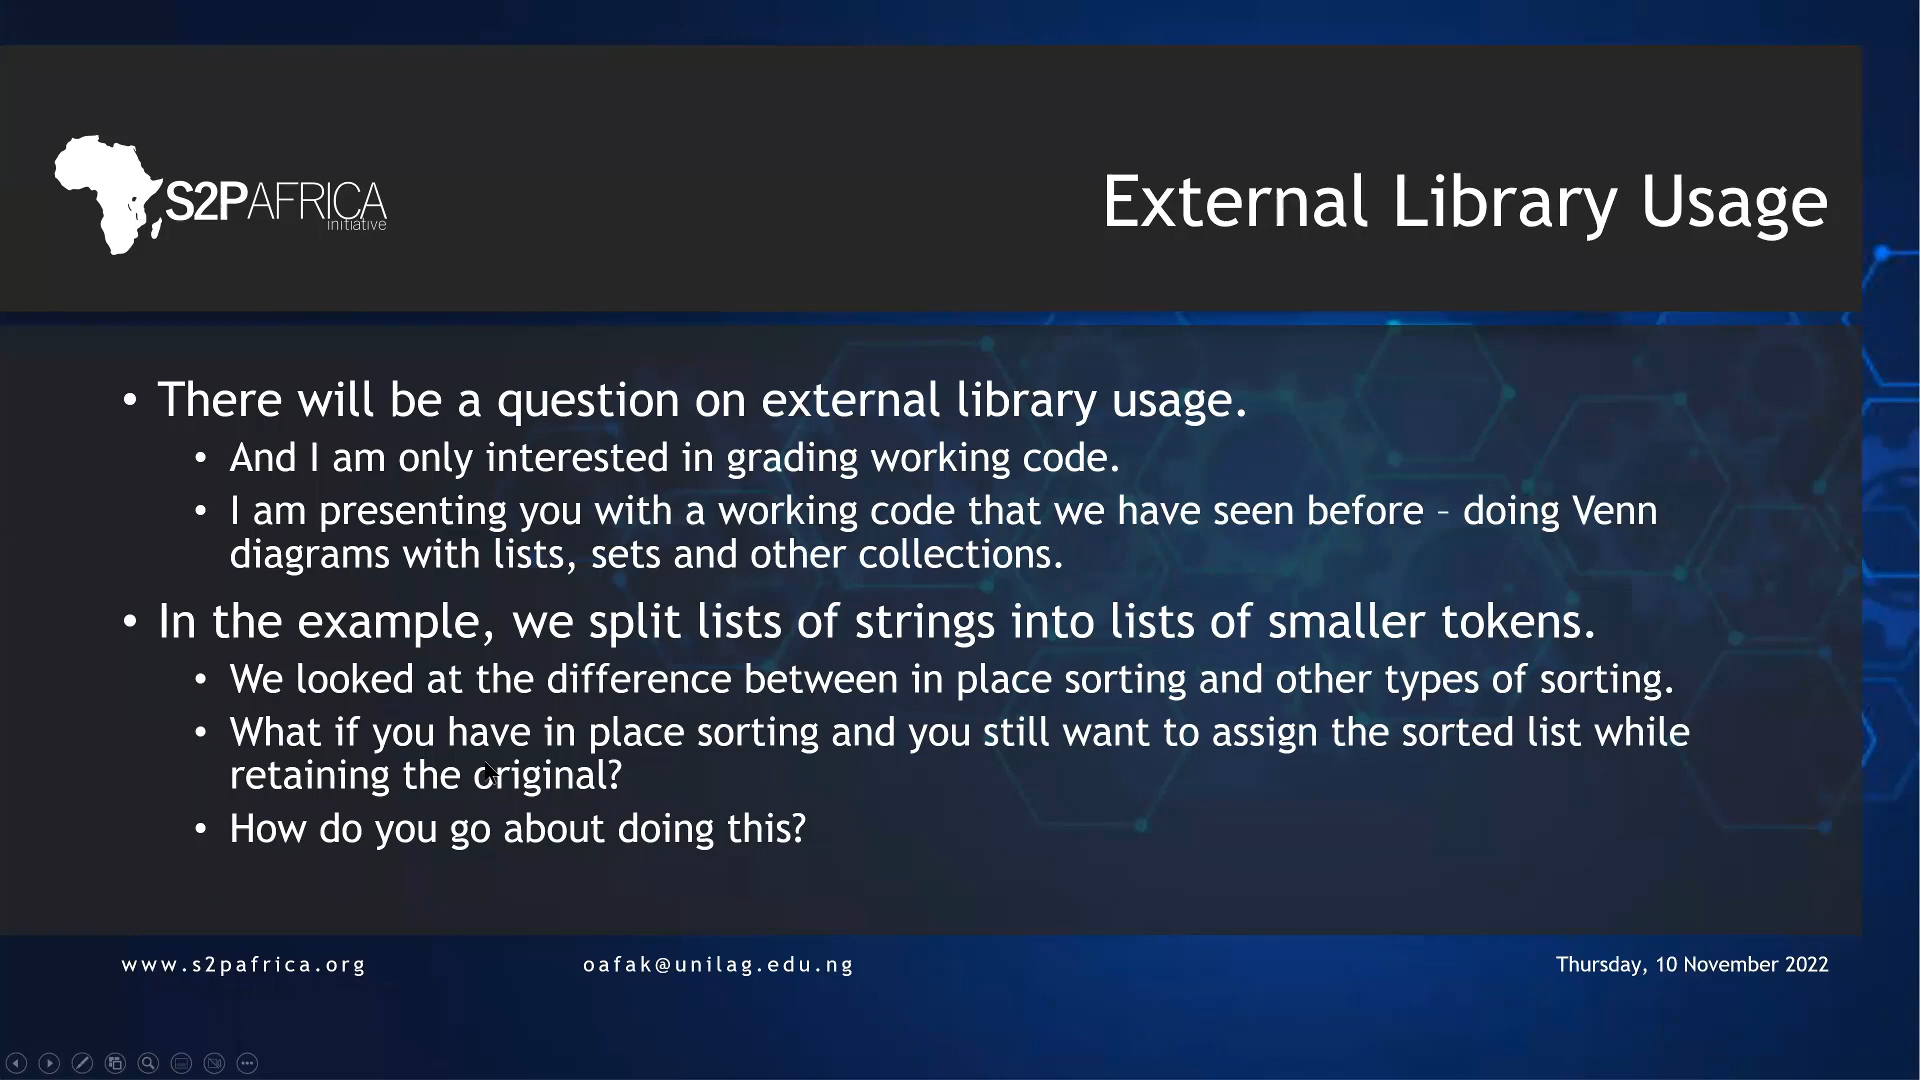 S2PAFRICA
initiative
External Library Usage
• There will be a question on external library usage.
• And I am only interested in grading working code.
• I am presenting you with a working code that we have seen before – doing Venn
diagrams with lists, sets and other collections.
• In the example, we split lists of strings into lists of smaller tokens.
• We looked at the difference between in place sorting and other types of sorting.
• What if you have in place sorting and you still want to assign the sorted list while
retaining the original?
• How do you go about doing this?
www.s2pafrica.org
oafak@unilag.edu.ng
Thursday, 10 November 2022